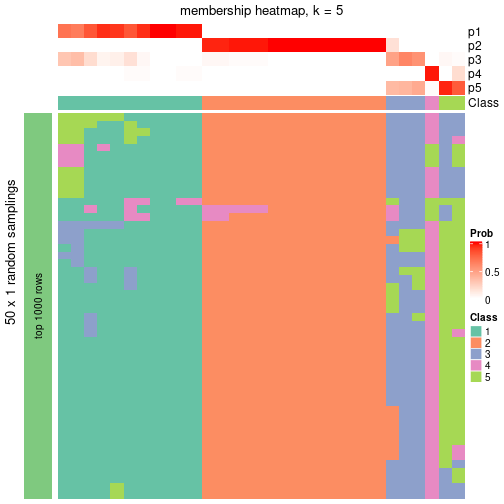 membership heatmap, k = 5
p1
p2
p3
p4
p5
Class
50 x 1 random samplings
top 1000 rows
Prob
1
0.5
0
Class
1
2
3
4
5